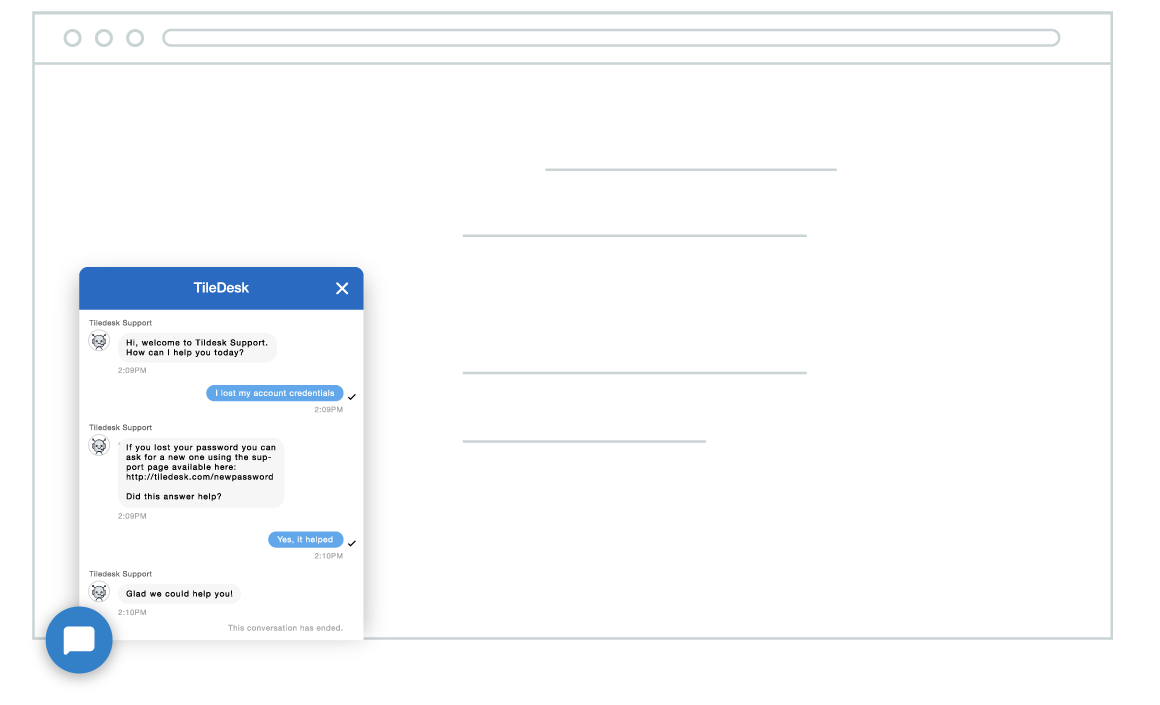 TileDesk
Tiledesk Support
Hi, welcome to Tildesk Support.
How can I help you today?
2:09PM
I lost my account credentials
2:09PM
Tiledesk Support
If you lost your password you can
ask for a new one using the sup-
port page available here:
http://tiledesk.com/newpassword
Did this answer help?
2:09PM
Yes, it helped
2:10PM
Tiledesk Support
Glad we could help you!
2:10PM
This conversation has ended.